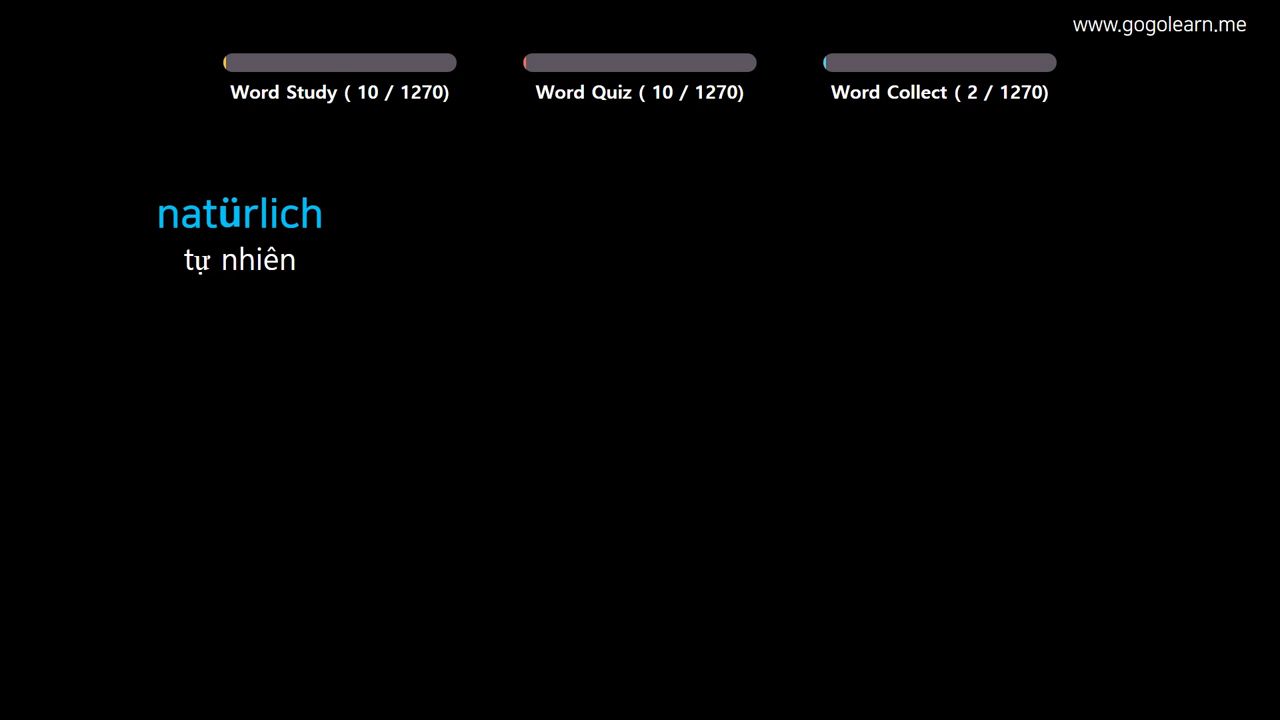 www.gogolearn.me
Word Study ( 10 / 1270)
Word Quiz ( 10 / 1270)
Word Collect ( 2 / 1270)
natürlich
tự nhiên